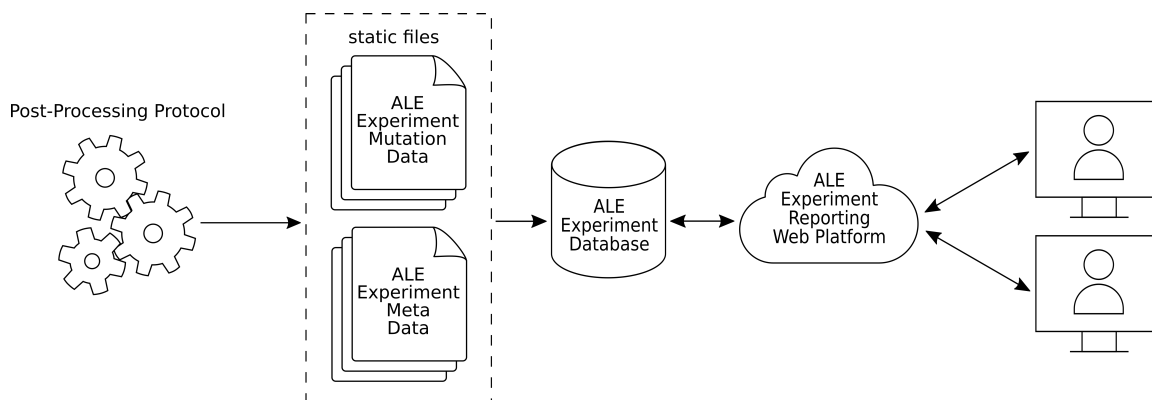 Post-Processing Protocol
static files
ALE
Experiment
Mutation
Data
ALE
Experiment
Meta
Data
ALE
Experiment
Database
ALE
Experiment
Reporting
Web Platform